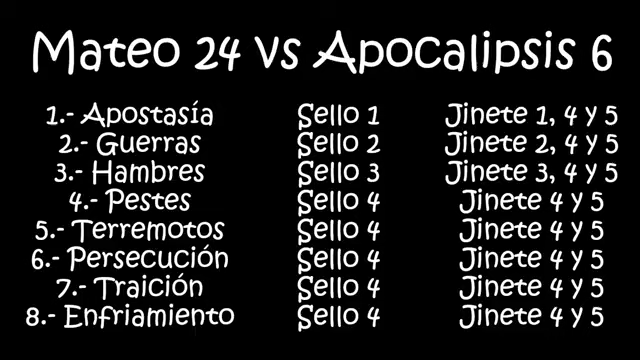 Mateo 24 vs Apocalipsis 6
1.- Apostasía Sello 1 Jinete 1, 4 y 5
2.- Guerras Sello 2 Jinete 2, 4 y 5
3.- Hambres Sello 3 Jinete 3, 4 y 5
4.- Pestes Sello 4 Jinete 4 y 5
5.- Terremotos Sello 4 Jinete 4 y 5
6.- Persecución Sello 4 Jinete 4 y 5
7.- Traición Sello 4 Jinete 4 y 5
8.- Enfriamiento Sello 4 Jinete 4 y 5